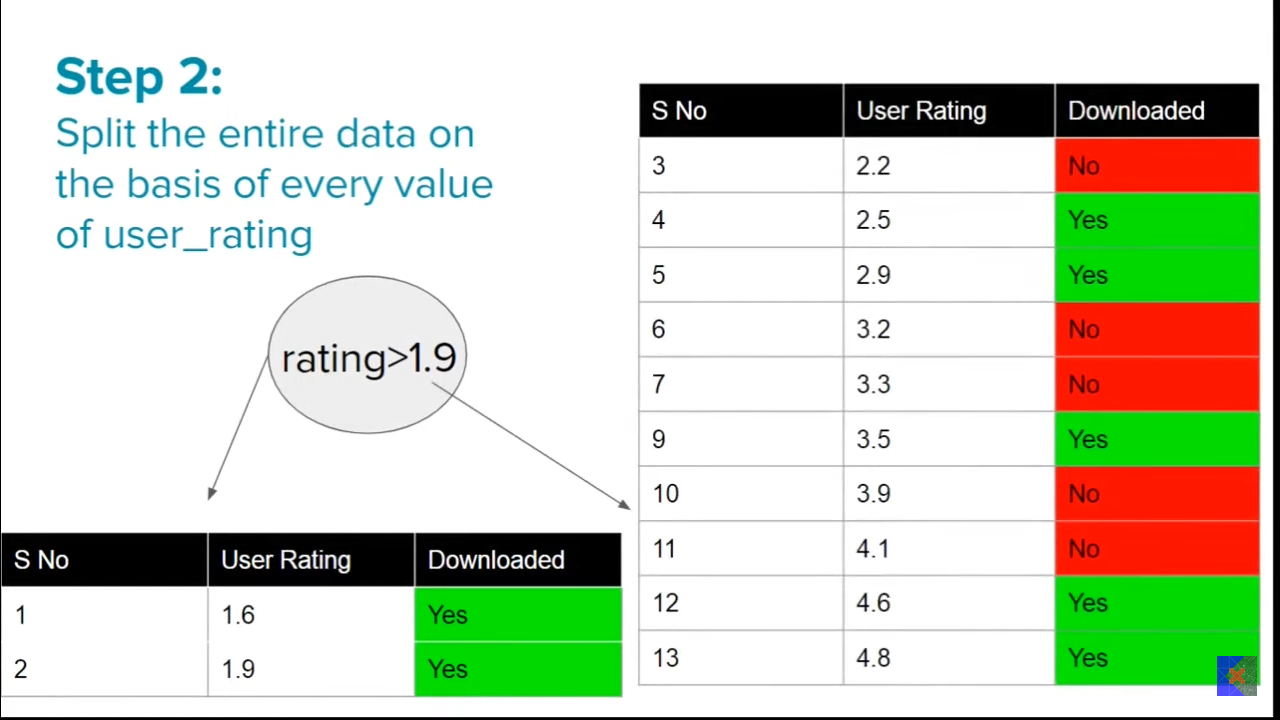 Step 2:
Split the entire data on
the basis of every value
of user_rating
rating>1.9
S No User Rating Downloaded
1 1.6 Yes
2 1.9 Yes
S No User Rating Downloaded
3 2.2 No
4 2.5 Yes
5 2.9 Yes
6 3.2 No
7 3.3 No
9 3.5 Yes
10 3.9 No
11 4.1 No
12 4.6 Yes
13 4.8 Yes